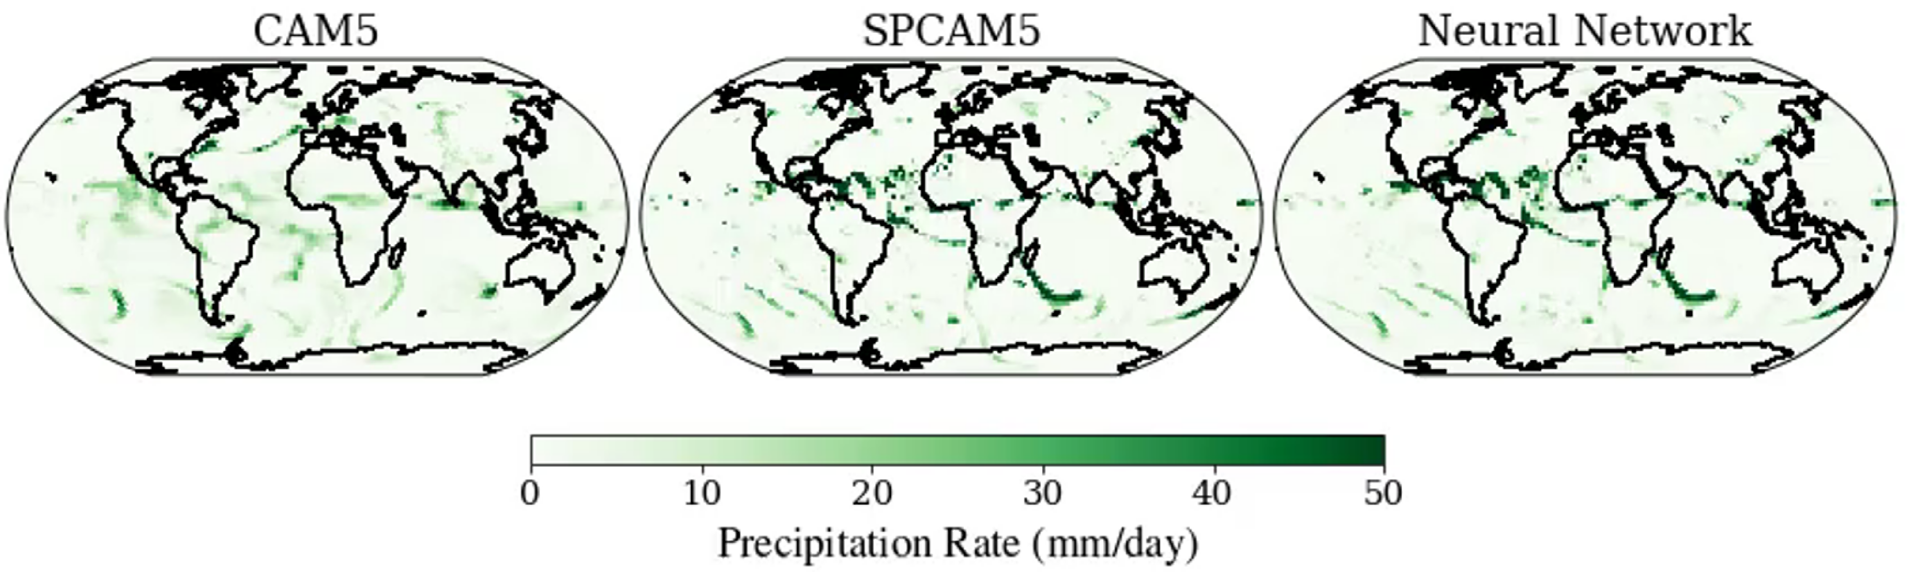 CAM5 SPCAM5 Neural Network
0 10 20 30 40 50
Precipitation Rate (mm/day)